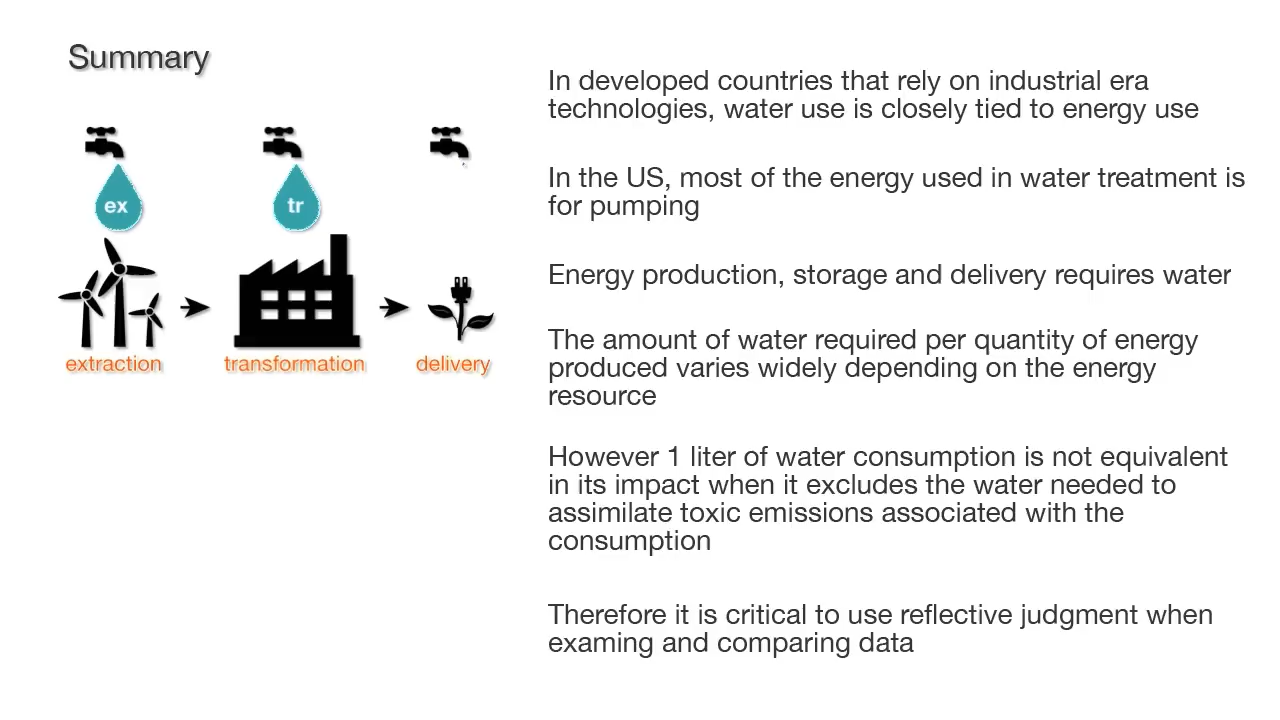 Summary
ex
tr
extraction
transformation
delivery
In developed countries that rely on industrial era
technologies, water use is closely tied to energy use
In the US, most of the energy used in water treatment is
for pumping
Energy production, storage and delivery requires water
The amount of water required per quantity of energy
produced varies widely depending on the energy
resource
However 1 liter of water consumption is not equivalent
in its impact when it excludes the water needed to
assimilate toxic emissions associated with the
consumption
Therefore it is critical to use reflective judgment when
examing and comparing data